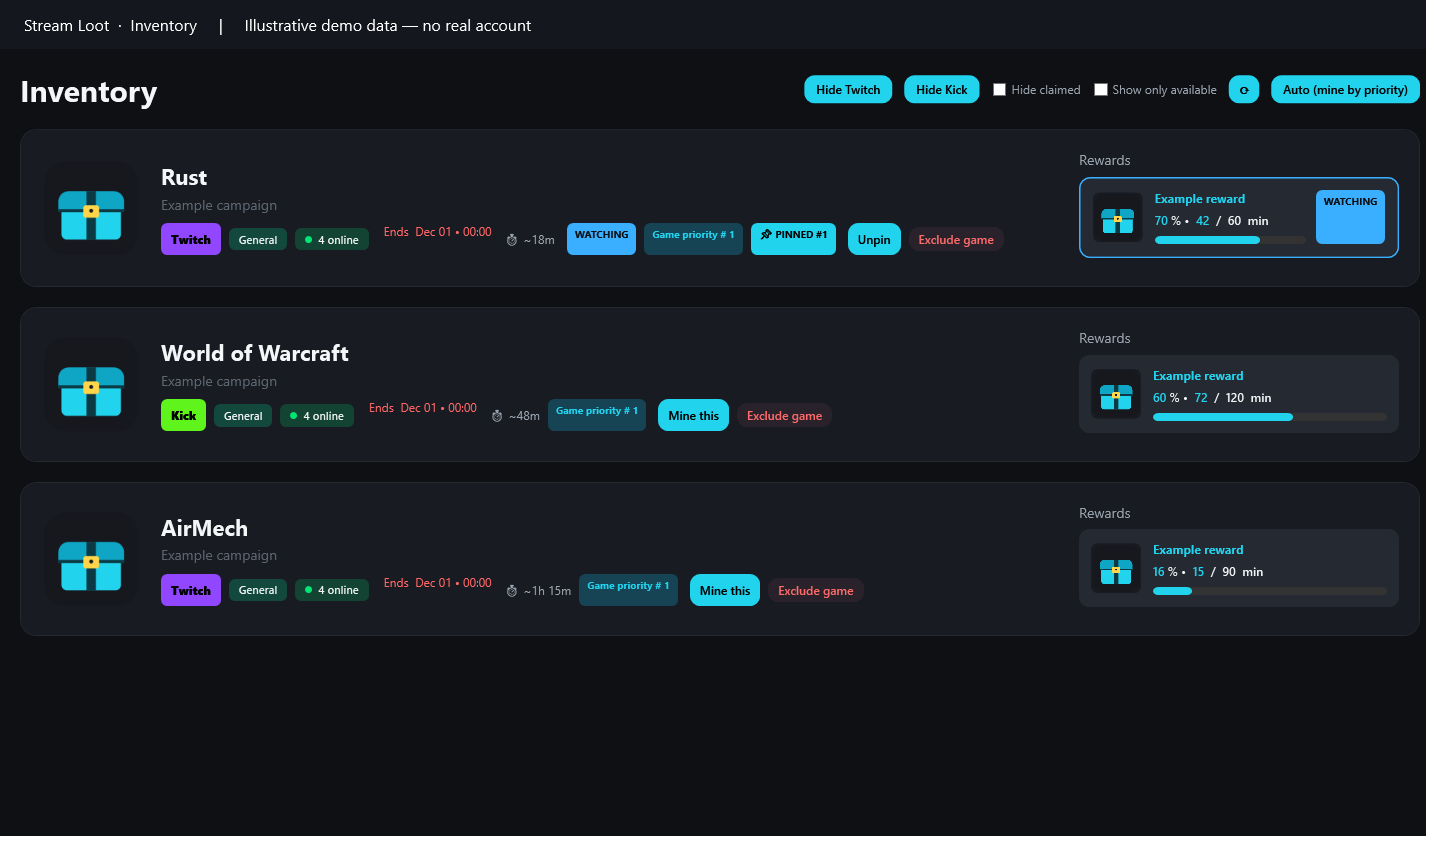 Stream Loot · Inventory | Illustrative demo data — no real account
Inventory
Hide Twitch Hide Kick Hide claimed Show only available Auto (mine by priority)
Rust
Example campaign
Twitch General 4 online Ends Dec 01 • 00:00 ~18m WATCHING Game priority # 1 PINNED #1 Unpin Exclude game
Rewards
Example reward
70 % • 42 / 60 min
WATCHING
World of Warcraft
Example campaign
Kick General 4 online Ends Dec 01 • 00:00 ~48m Game priority # 1 Mine this Exclude game
Rewards
Example reward
60 % • 72 / 120 min
AirMech
Example campaign
Twitch General 4 online Ends Dec 01 • 00:00 ~1h 15m Game priority # 1 Mine this Exclude game
Rewards
Example reward
16 % • 15 / 90 min